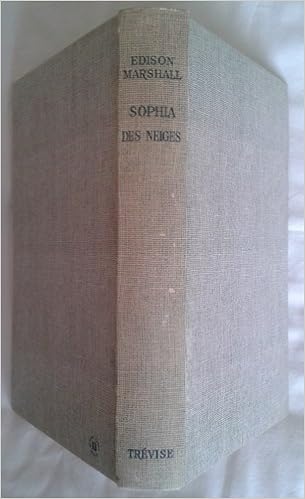 EDISON
MARSHALL
SOPHIA
DES NEIGES
TRÉVISE